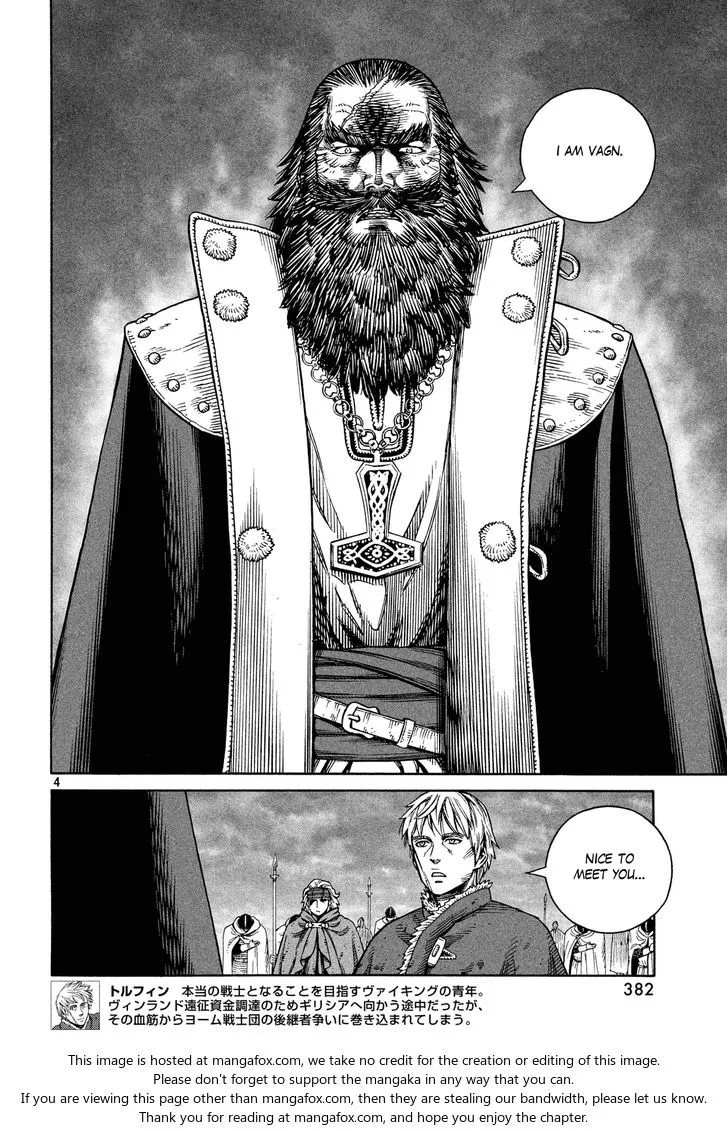 I AM VAGN.
4
NICE TO
MEET YOU...
382
トルフィン 本当の戦士となることを目指すヴァイキングの青年。
ヴィンランド遠征資金調達のためギリシアへ向かう途中だったが、
その血筋からヨーム戦士団の後継者争いに巻き込まれてしまう。
This image is hosted at mangafox.com, we take no credit for the creation or editing of this image.
Please don't forget to support the mangaka in any way that you can.
If you are viewing this page other than mangafox.com, then they are stealing our bandwidth, please let us know.
Thank you for reading at mangafox.com, and hope you enjoy the chapter.